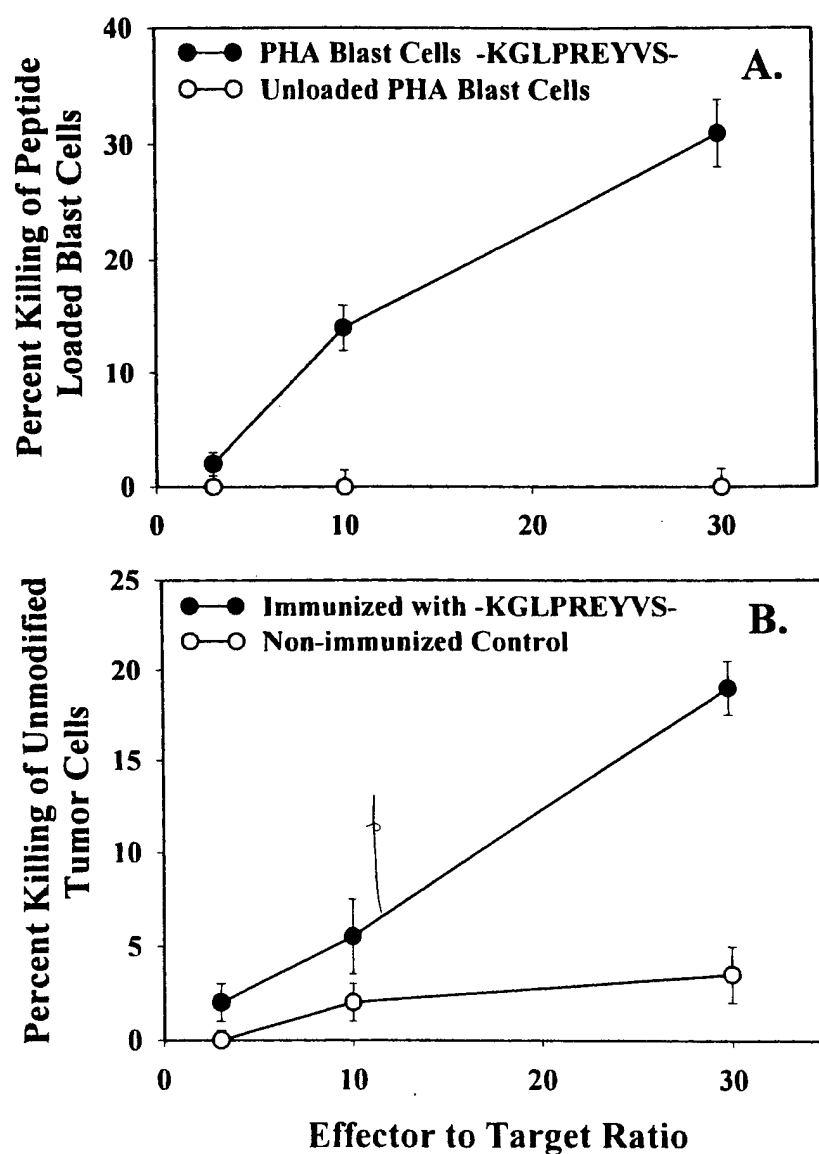 40
30
20
10
0
PHA Blast Cells -KGLPREYVS-
Unloaded PHA Blast Cells
A.
Percent Killing of Peptide
Loaded Blast Cells
0 10 20 30
25
20
15
10
5
0
Immunized with -KGLPREYVS-
Non-immunized Control
B.
Percent Killing of Unmodified
Tumor Cells
0 10 20 30
Effector to Target Ratio